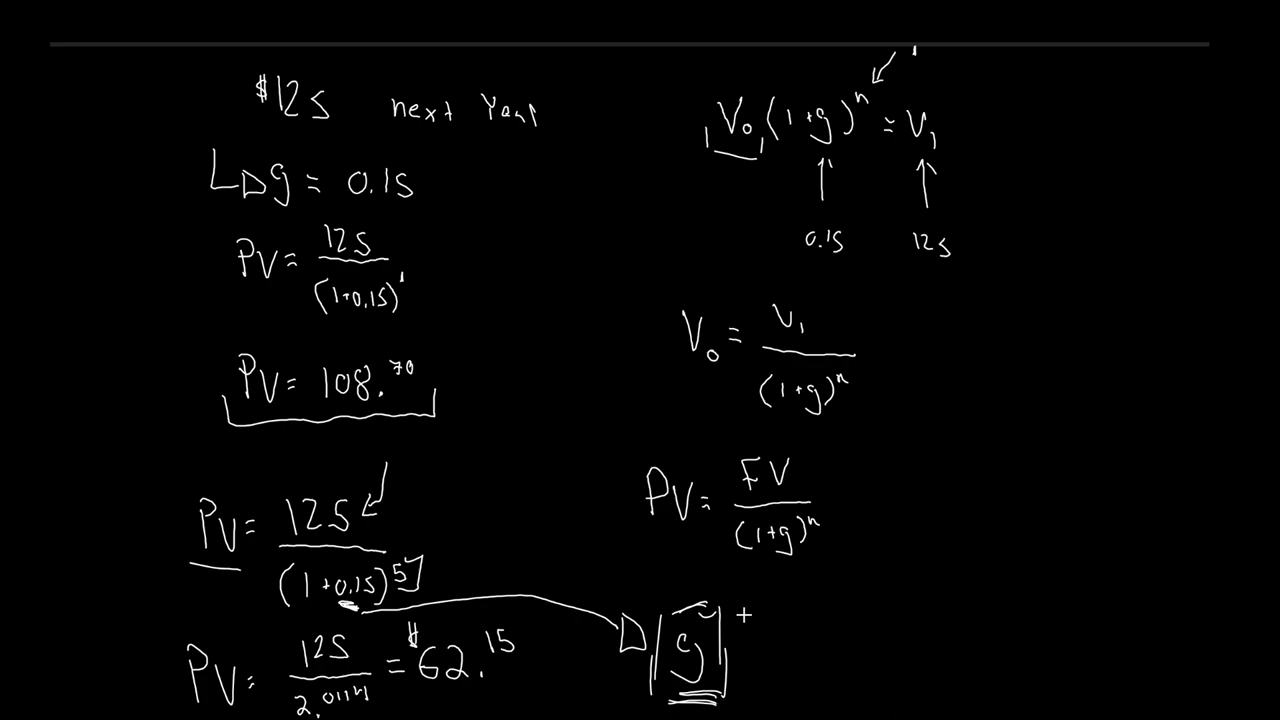 $125 next Year
g = 0.15
PV = 125
(1+0.15)^1
PV = 108.70
PV = 125
(1+0.15)^5
PV = 125 = $62.15
2.0114
V₀(1+g)^n = V₁
0.15 125
V₀ = V₁
(1+g)^n
PV = FV
(1+g)^n
g +